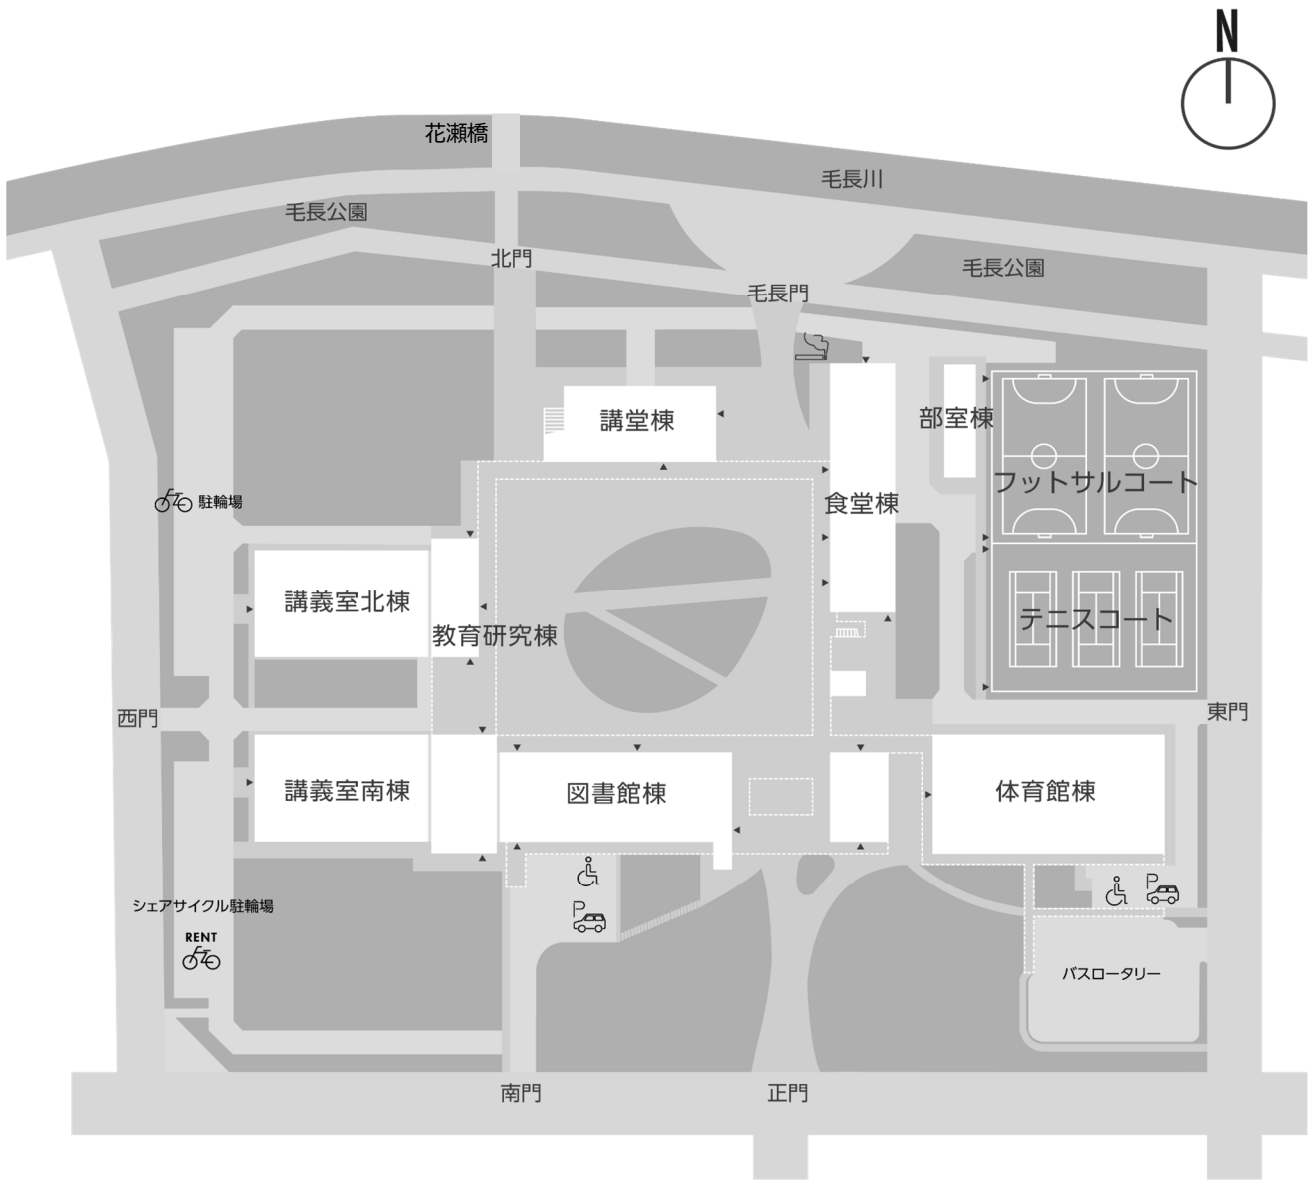 N
花瀬橋
毛長川
毛長公園
北門
毛長公園
毛長門
講堂棟
部室棟
フットサルコート
駐輪場
食堂棟
講義室北棟
教育研究棟
テニスコート
西門
東門
講義室南棟
図書館棟
体育館棟
P
P
シェアサイクル駐輪場
RENT
バスロータリー
南門
正門